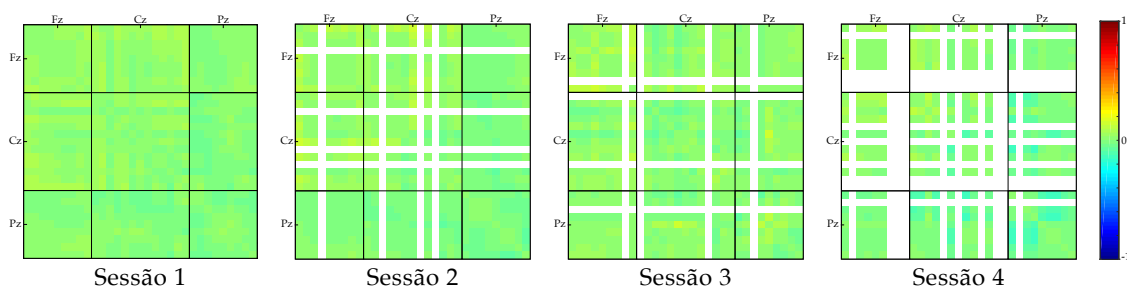 Fz Cz Pz Fz Cz Pz Fz Cz Pz Fz Cz Pz
1
Fz Fz Fz Fz
Cz Cz Cz Cz 0
Pz Pz Pz Pz
-1
Sessão 1 Sessão 2 Sessão 3 Sessão 4